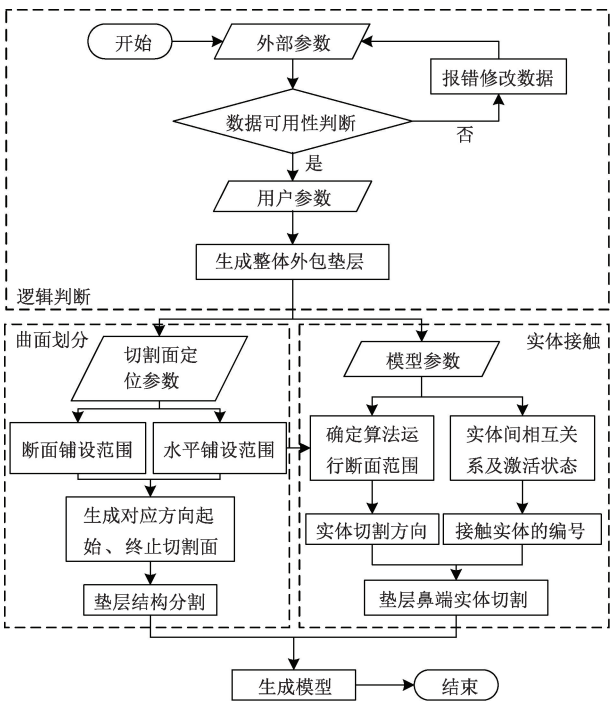 开始
外部参数
报错修改数据
数据可用性判断
否
是
用户参数
生成整体外包垫层
逻辑判断
曲面划分
切割面定
位参数
断面铺设范围
水平铺设范围
生成对应方向起
始、终止切割面
垫层结构分割
实体接触
模型参数
确定算法运
行断面范围
实体间相互关
系及激活状态
实体切割方向
接触实体的编号
垫层鼻端实体切割
生成模型
结束